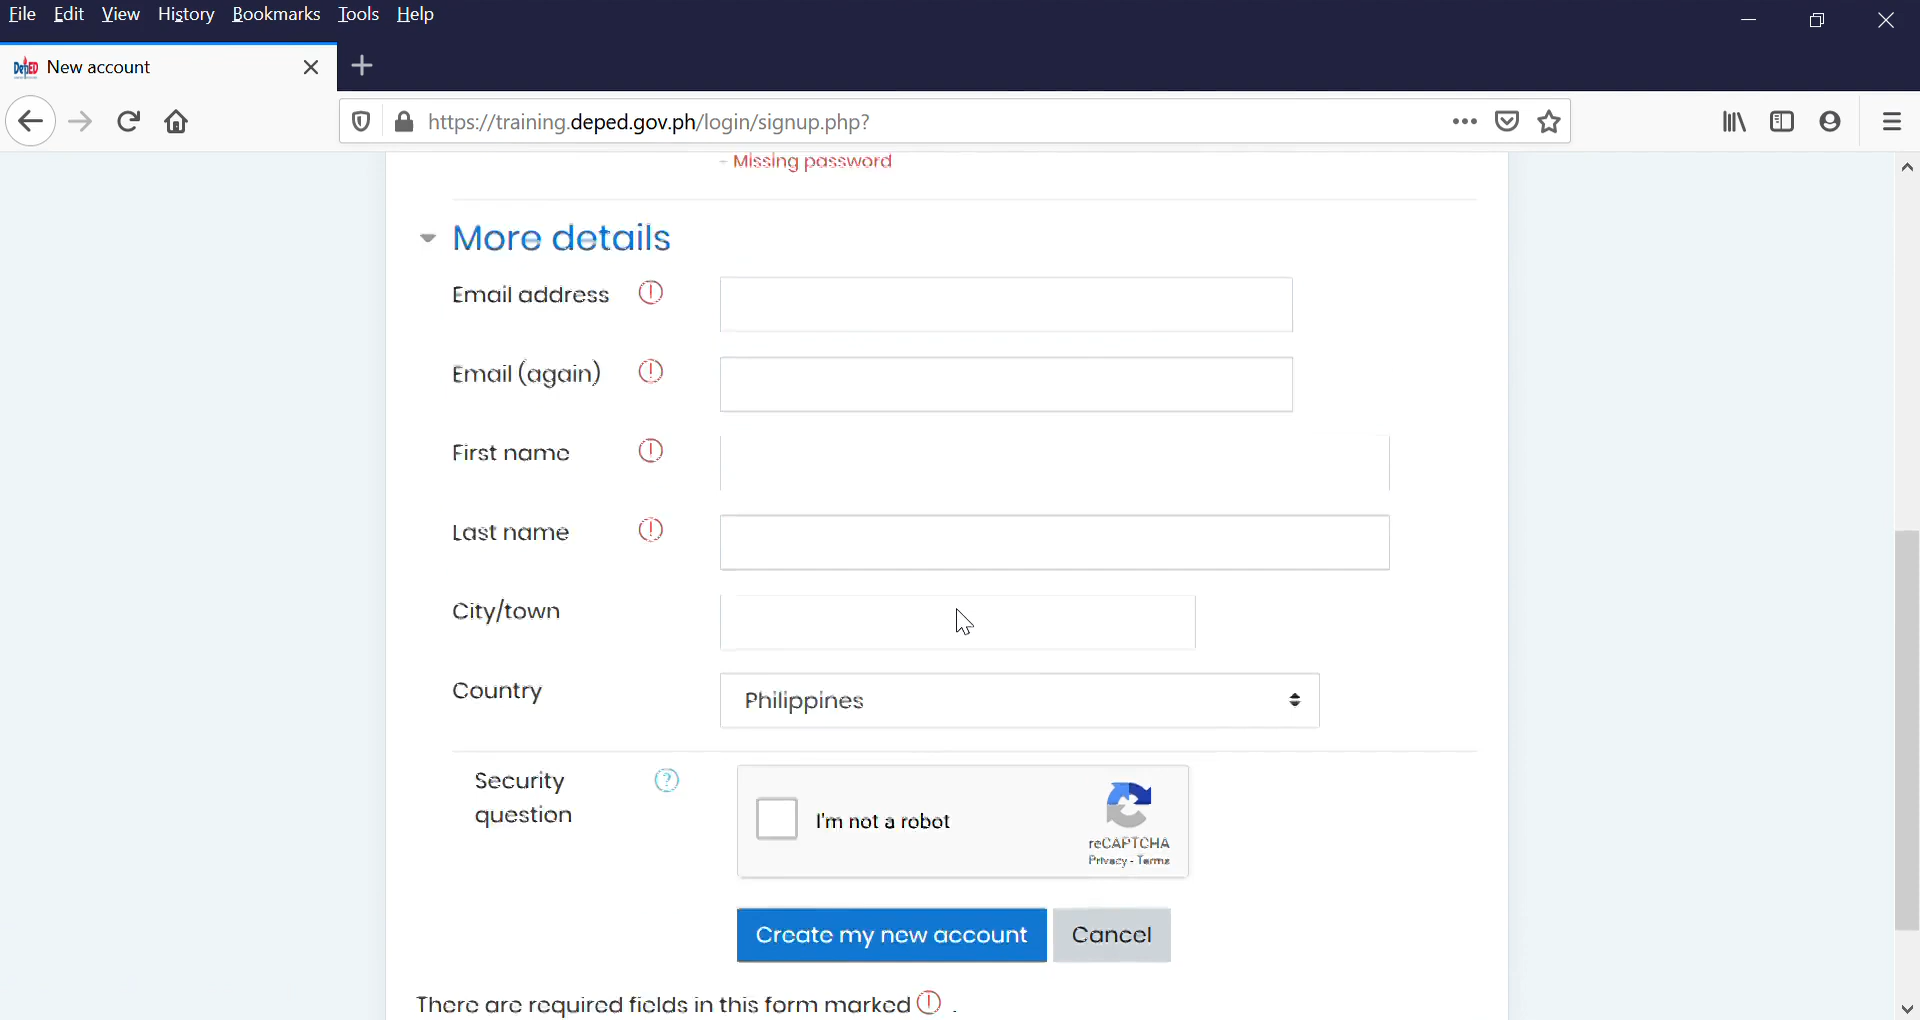 File Edit View History Bookmarks Tools Help
DepED New account
https://training.deped.gov.ph/login/signup.php?
- Missing password
More details
Email address
Email (again)
First name
Last name
City/town
Country Philippines
Security question
I'm not a robot
reCAPTCHA
Privacy - Terms
Create my new account Cancel
There are required fields in this form marked .